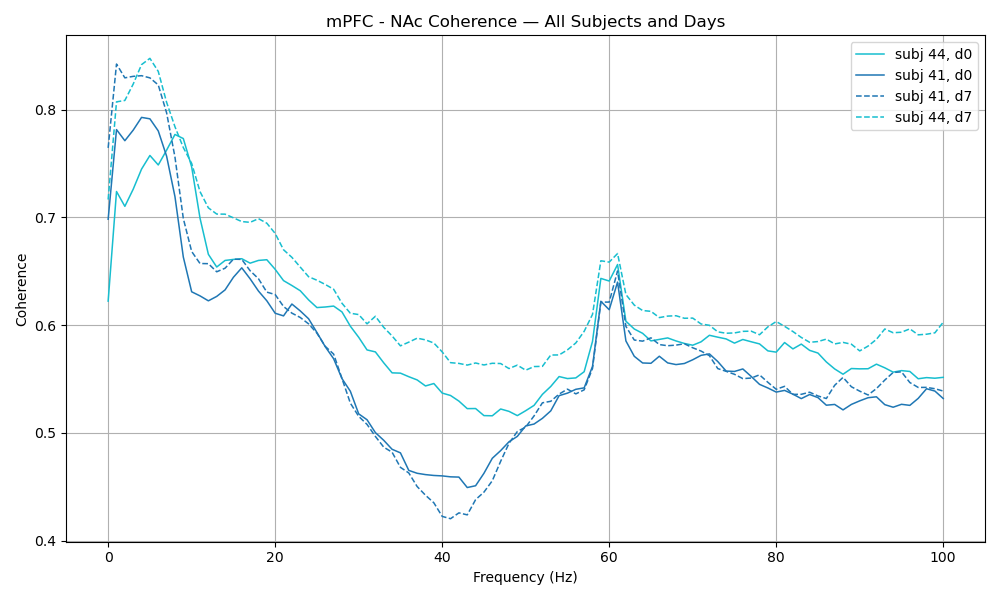 mPFC - NAc Coherence — All Subjects and Days
subj 44, d0
subj 41, d0
subj 41, d7
subj 44, d7
Coherence
0.8
0.7
0.6
0.5
0.4
0 20 40 60 80 100
Frequency (Hz)